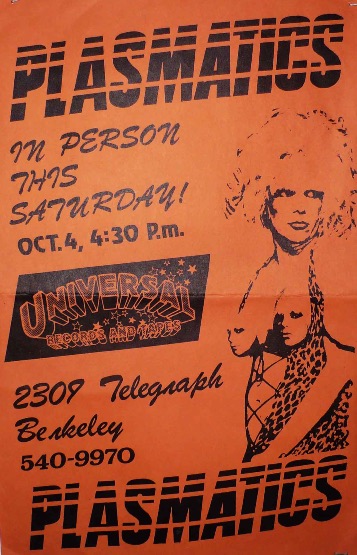 PLASMATICS
IN PERSON
THIS
SATURDAY!
OCT. 4, 4:30 P.m.
UNIVERSAL
RECORDS AND TAPES
2309 Telegraph
Berkeley
540-9970
PLASMATICS